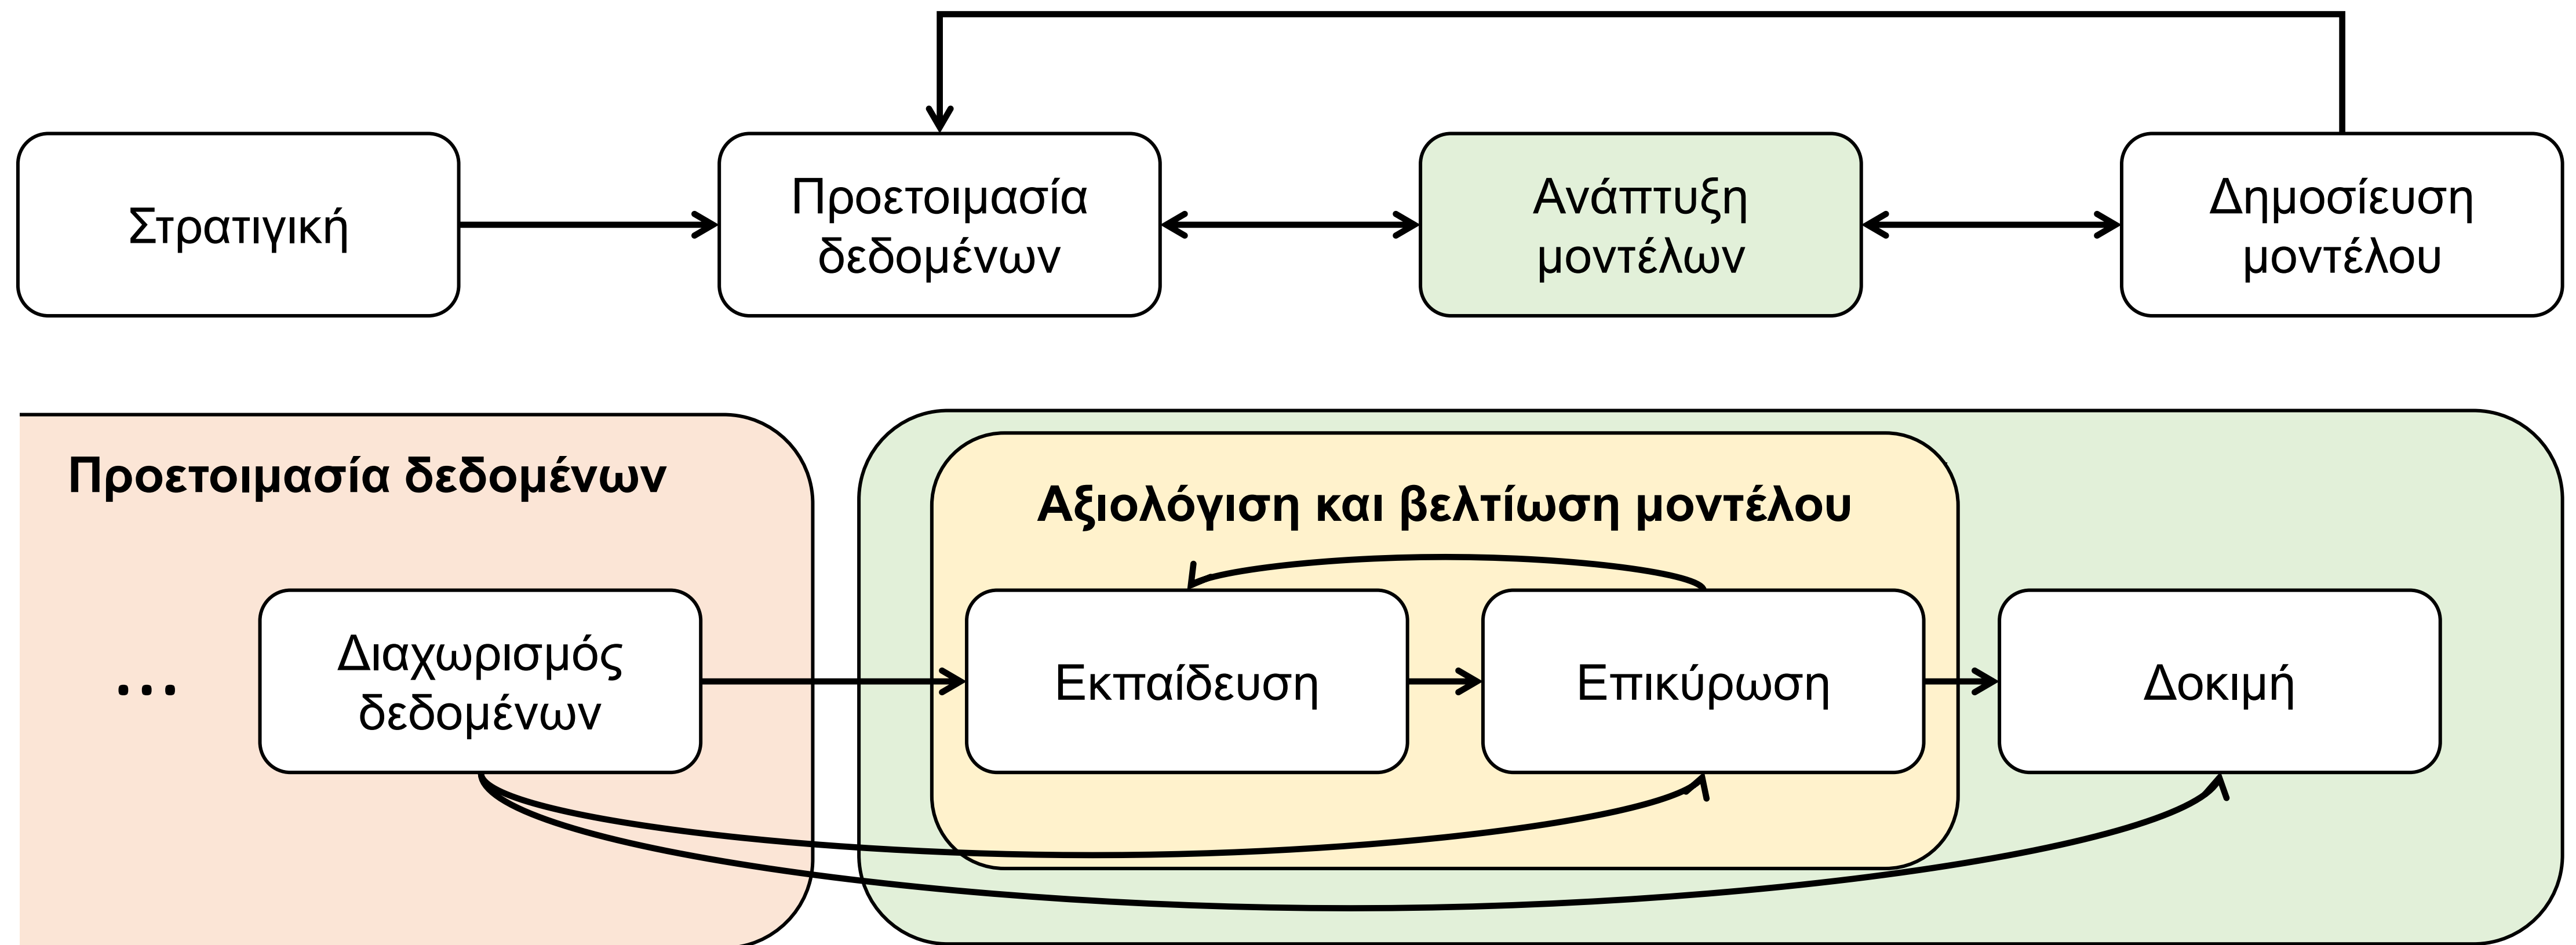 Στρατιγική
Προετοιμασία
δεδομένων
Ανάπτυξη
μοντέλων
Δημοσίευση
μοντέλου
Προετοιμασία δεδομένων
Αξιολόγιση και βελτίωση μοντέλου
...
Διαχωρισμός
δεδομένων
Εκπαίδευση
Επικύρωση
Δοκιμή